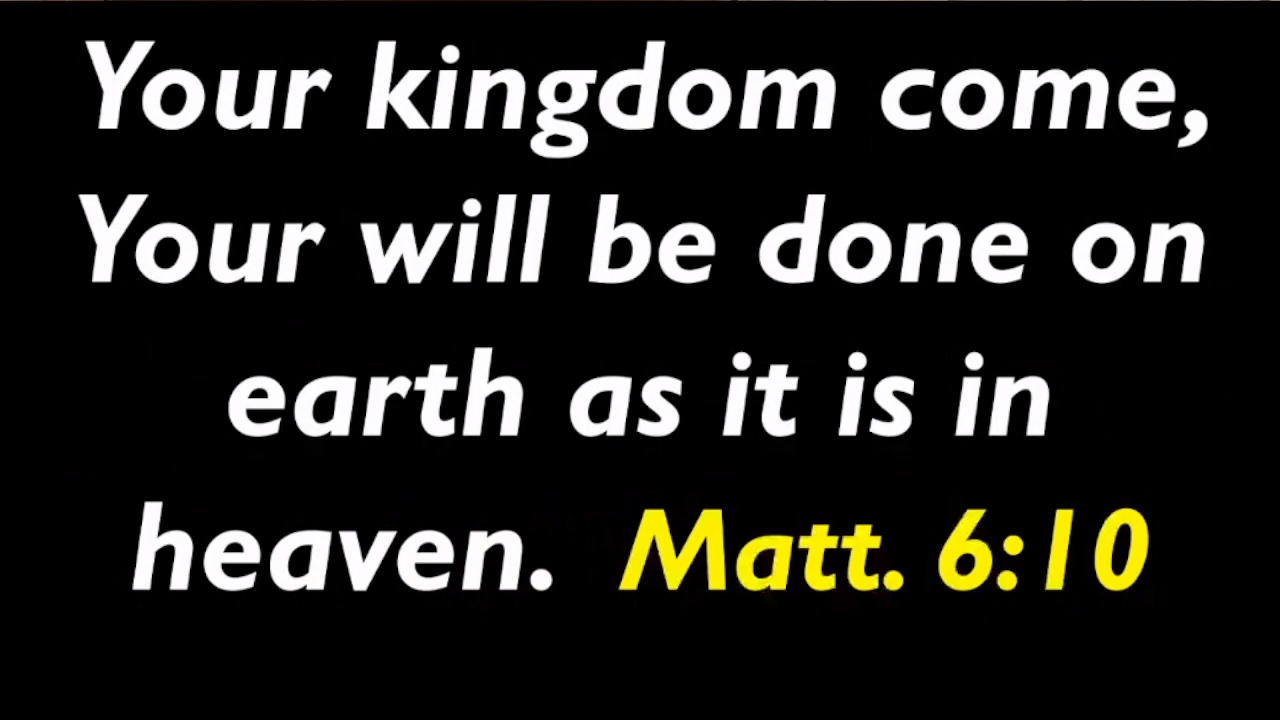 Your kingdom come,
Your will be done on
earth as it is in
heaven. Matt. 6:10